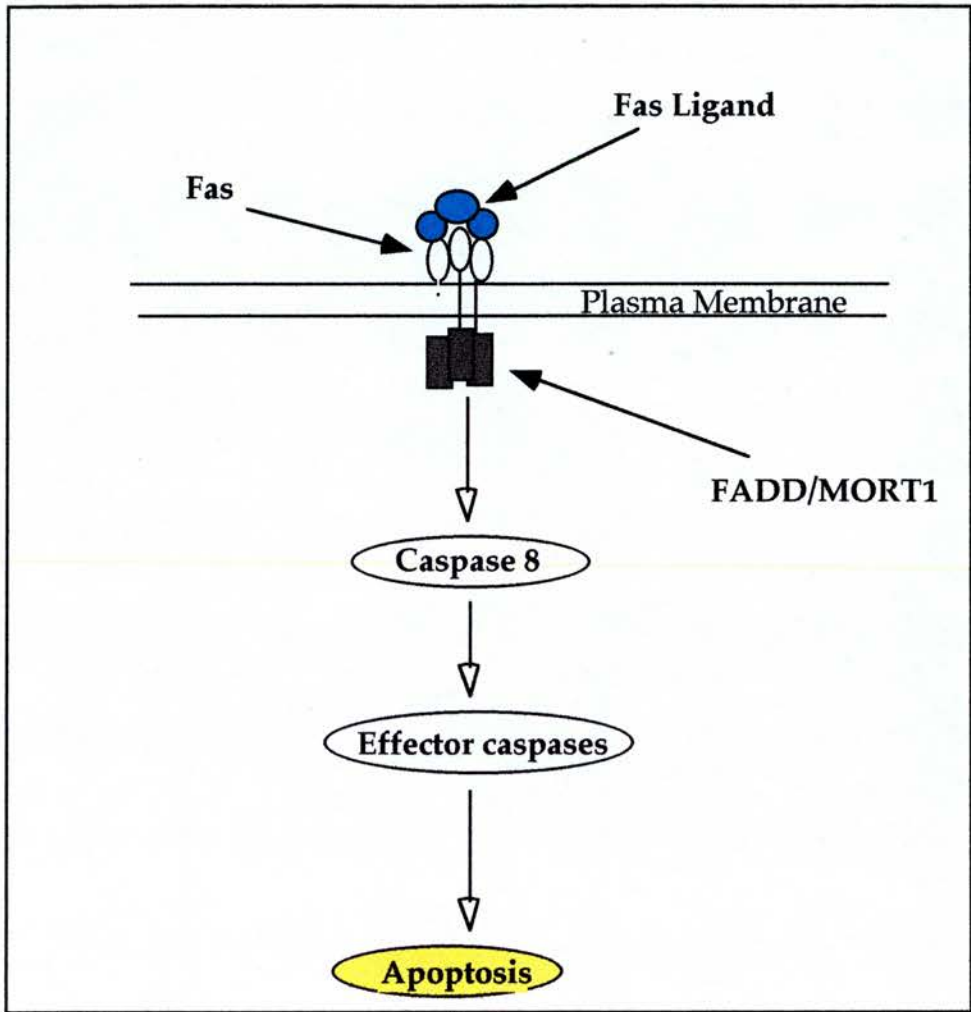 Fas Ligand
Fas
Plasma Membrane
FADD/MORT1
Caspase 8
Effector caspases
Apoptosis